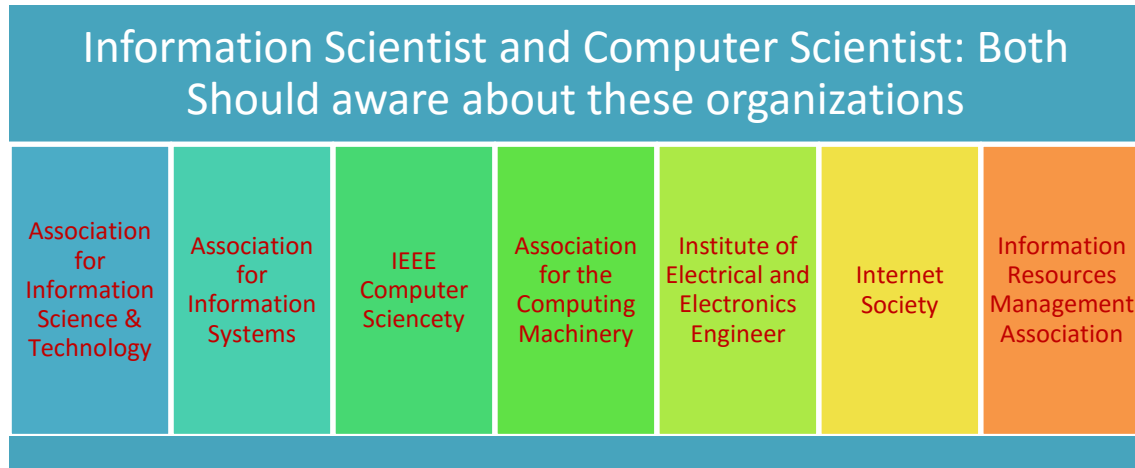 Information Scientist and Computer Scientist: Both
Should aware about these organizations
Association
for
Information
Science &
Technology
Association
for
Information
Systems
IEEE
Computer
Sciencety
Association
for the
Computing
Machinery
Institute of
Electrical and
Electronics
Engineer
Internet
Society
Information
Resources
Management
Association